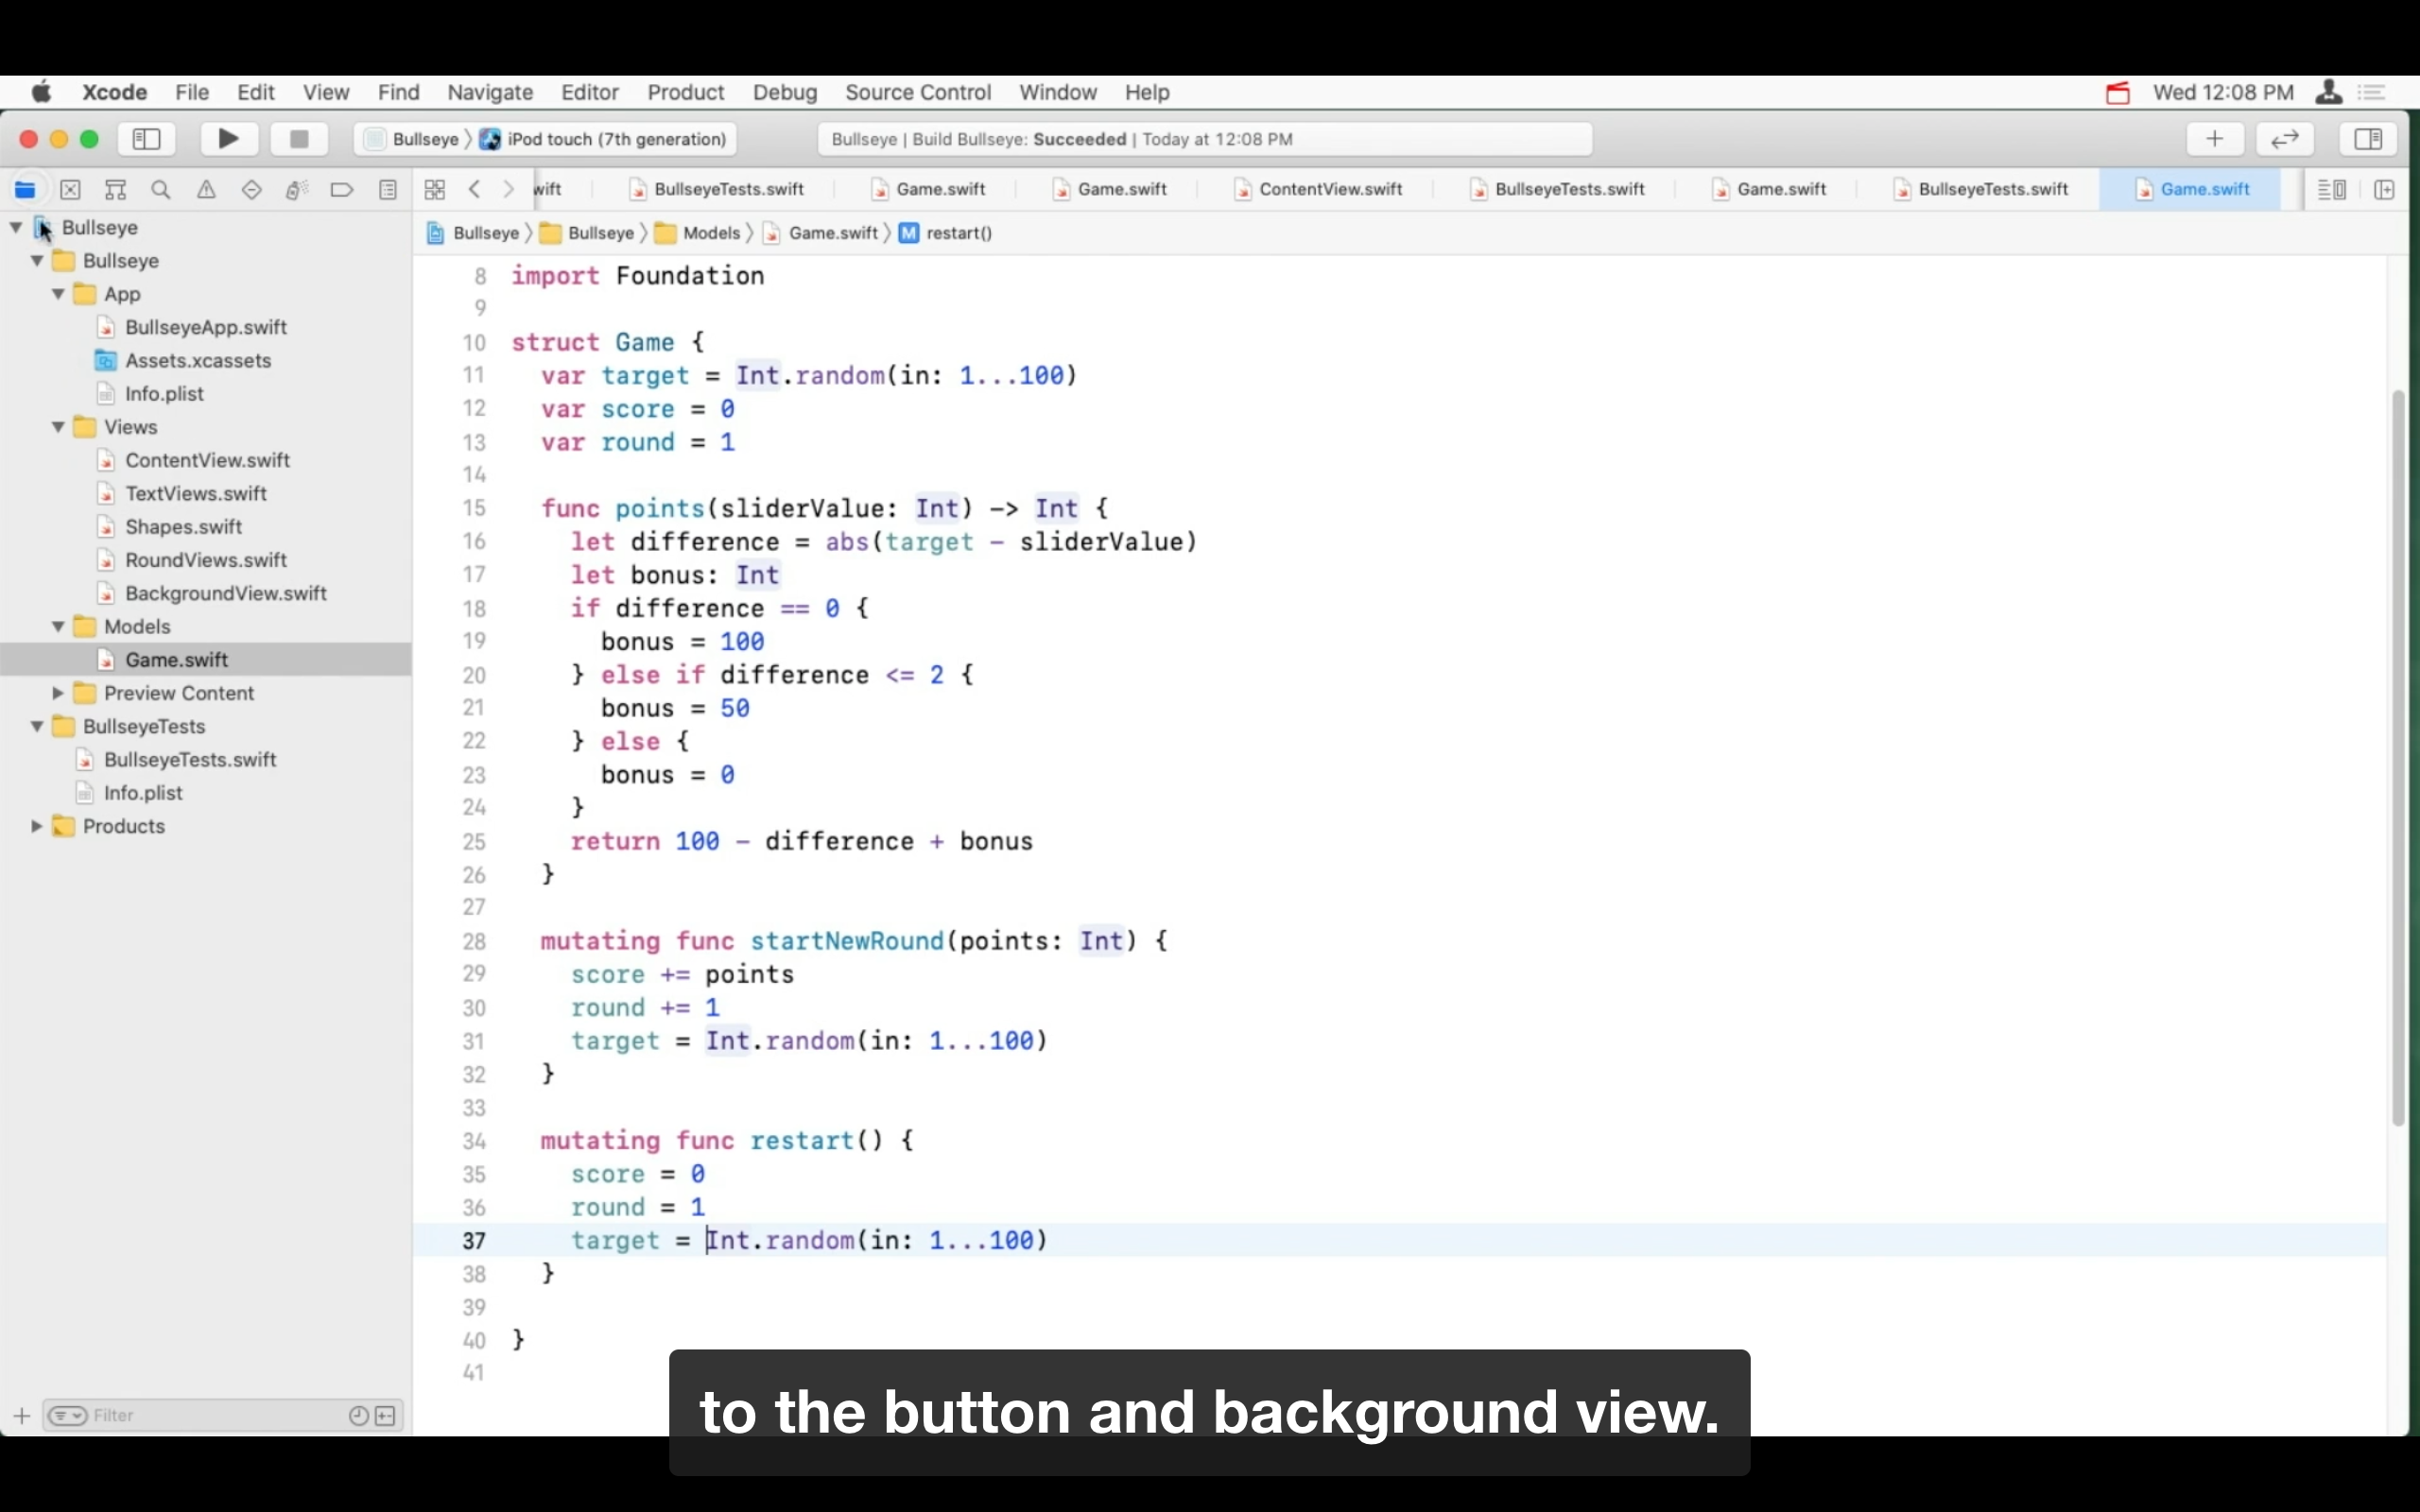 Xcode File Edit View Find Navigate Editor Product Debug Source Control Window Help Wed 12:08 PM
Bullseye 〉 iPod touch (7th generation) Bullseye | Build Bullseye: Succeeded | Today at 12:08 PM
wift BullseyeTests.swift Game.swift Game.swift ContentView.swift BullseyeTests.swift Game.swift BullseyeTests.swift Game.swift
Bullseye 〉 Bullseye 〉 Models 〉 Game.swift 〉 M restart()
Bullseye
Bullseye
App
BullseyeApp.swift
Assets.xcassets
Info.plist
Views
ContentView.swift
TextViews.swift
Shapes.swift
RoundViews.swift
BackgroundView.swift
Models
Game.swift
Preview Content
BullseyeTests
BullseyeTests.swift
Info.plist
Products
Filter
8 import Foundation
9
10 struct Game {
11 var target = Int.random(in: 1...100)
12 var score = 0
13 var round = 1
14
15 func points(sliderValue: Int) -> Int {
16 let difference = abs(target - sliderValue)
17 let bonus: Int
18 if difference == 0 {
19 bonus = 100
20 } else if difference <= 2 {
21 bonus = 50
22 } else {
23 bonus = 0
24 }
25 return 100 - difference + bonus
26 }
27
28 mutating func startNewRound(points: Int) {
29 score += points
30 round += 1
31 target = Int.random(in: 1...100)
32 }
33
34 mutating func restart() {
35 score = 0
36 round = 1
37 target = Int.random(in: 1...100)
38 }
39
40 }
41
to the button and background view.